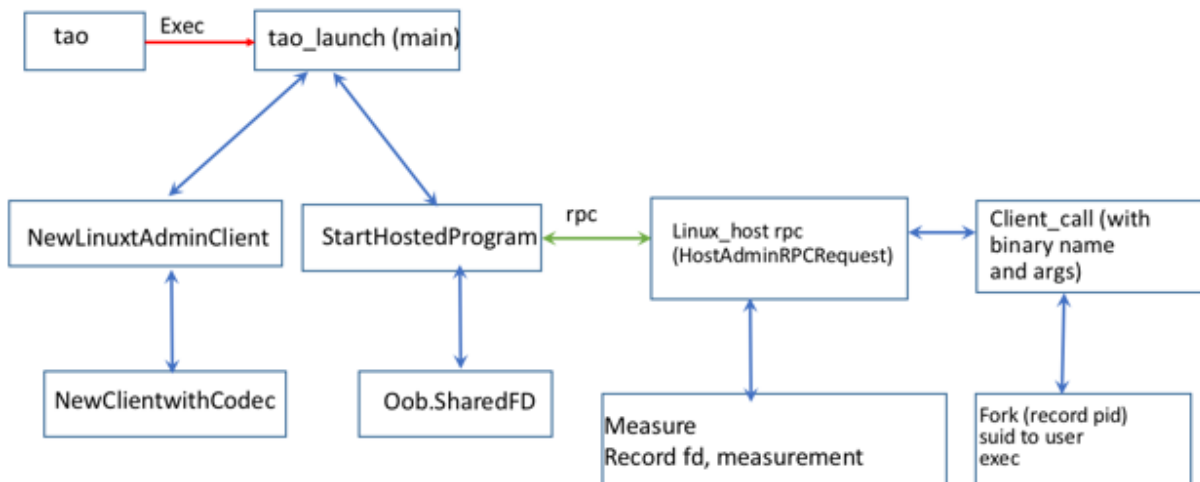 tao
Exec
tao_launch (main)
NewLinuxtAdminClient
StartHostedProgram
rpc
Linux_host rpc
(HostAdminRPCRequest)
Client_call (with
binary name
and args)
NewClientwithCodec
Oob.SharedFD
Measure
Record fd, measurement
Fork (record pid)
suid to user
exec